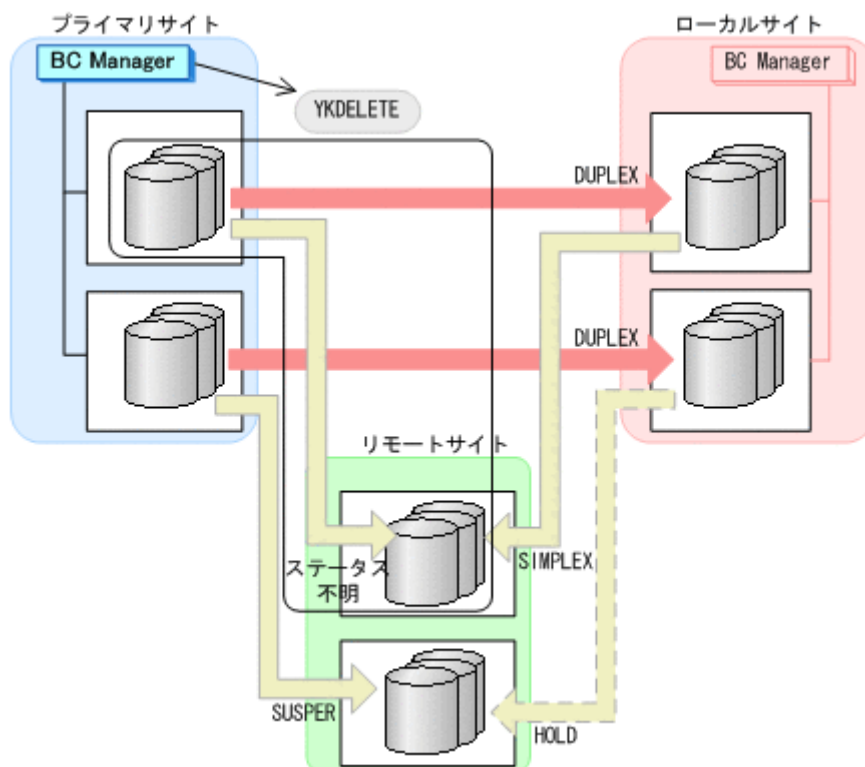 プライマリサイト
ローカルサイト
BC Manager
BC Manager
YKDELETE
DUPLEX
DUPLEX
リモートサイト
ステータス
不明
SIMPLEX
SUSPER
HOLD